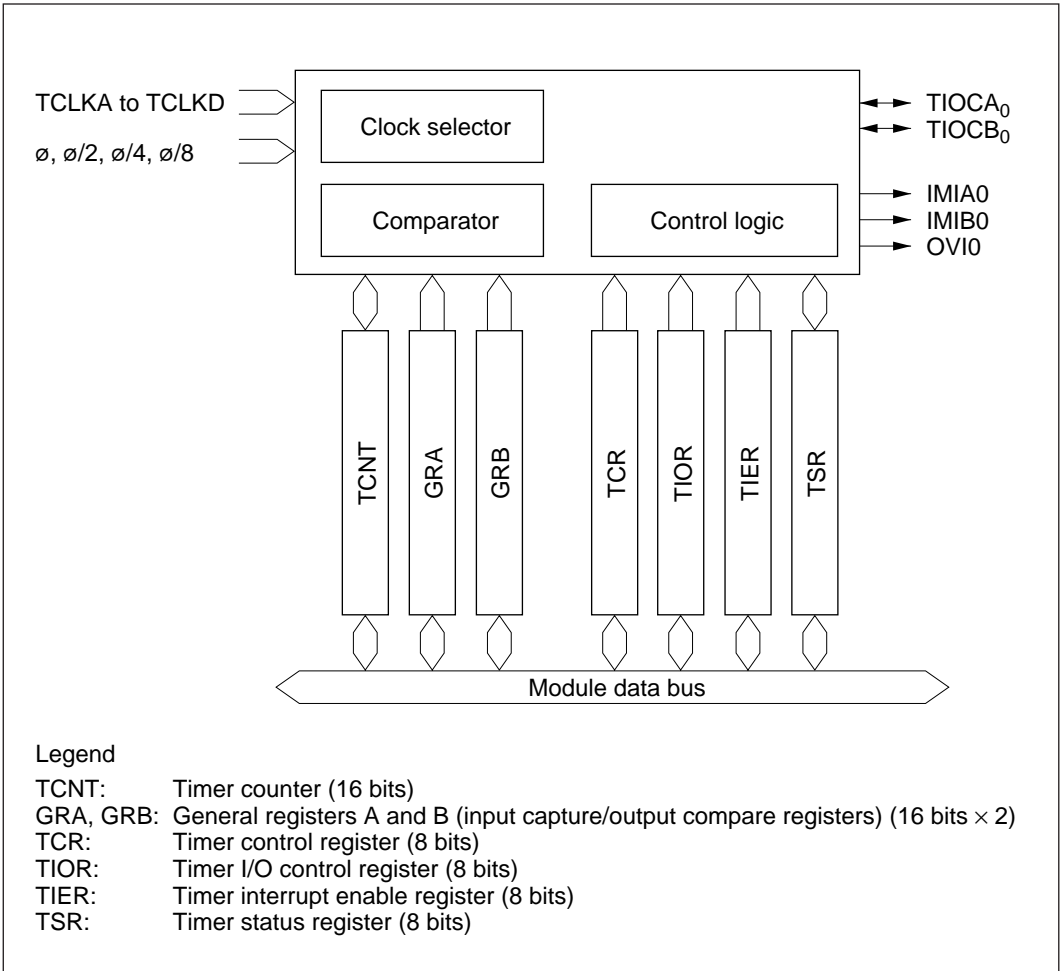 TCLKA to TCLKD
ø, ø/2, ø/4, ø/8
Clock selector
Comparator
Control logic
TIOCA0
TIOCB0
IMIA0
IMIB0
OVI0
TCNT
GRA
GRB
TCR
TIOR
TIER
TSR
Module data bus
Legend
TCNT: Timer counter (16 bits)
GRA, GRB: General registers A and B (input capture/output compare registers) (16 bits × 2)
TCR: Timer control register (8 bits)
TIOR: Timer I/O control register (8 bits)
TIER: Timer interrupt enable register (8 bits)
TSR: Timer status register (8 bits)